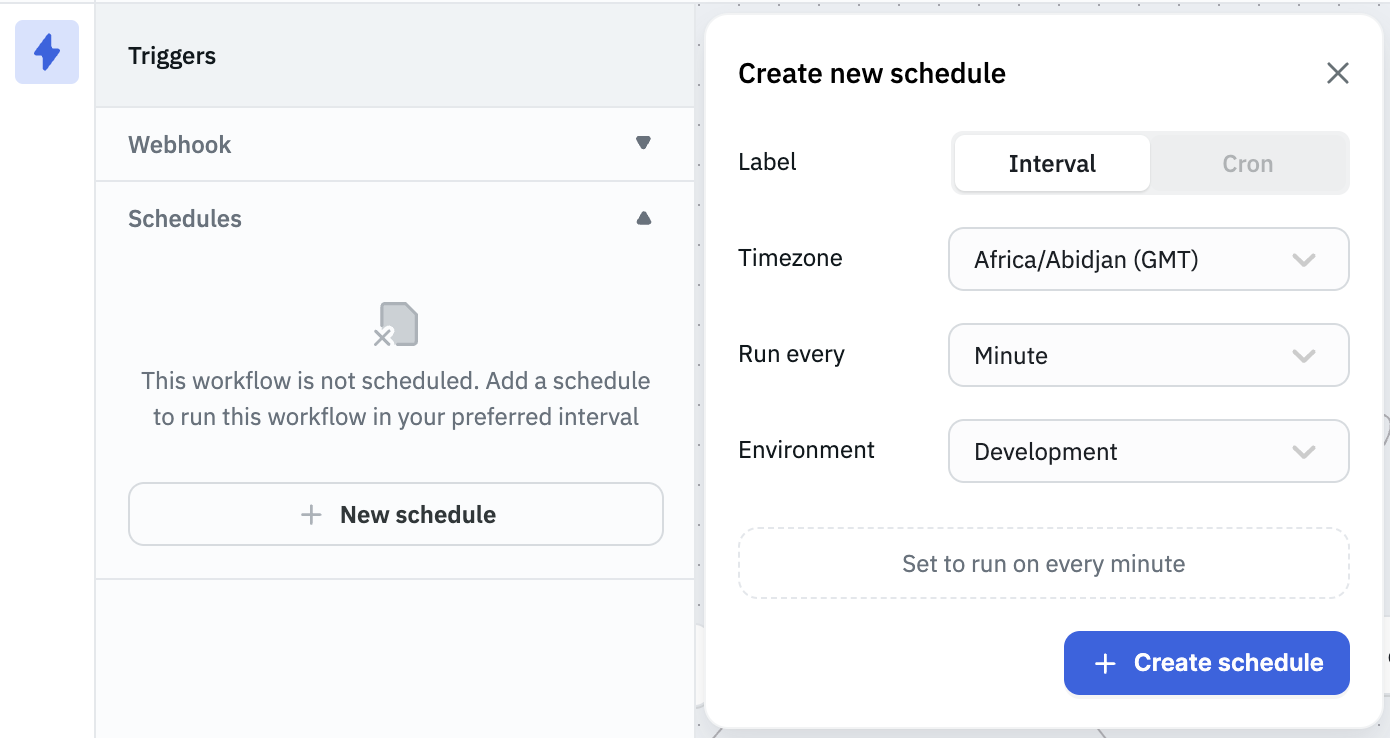 Triggers
Webhook
Schedules
This workflow is not scheduled. Add a schedule
to run this workflow in your preferred interval
New schedule
Create new schedule
Label
Interval
Cron
Timezone
Africa/Abidjan (GMT)
Run every
Minute
Environment
Development
Set to run on every minute
Create schedule